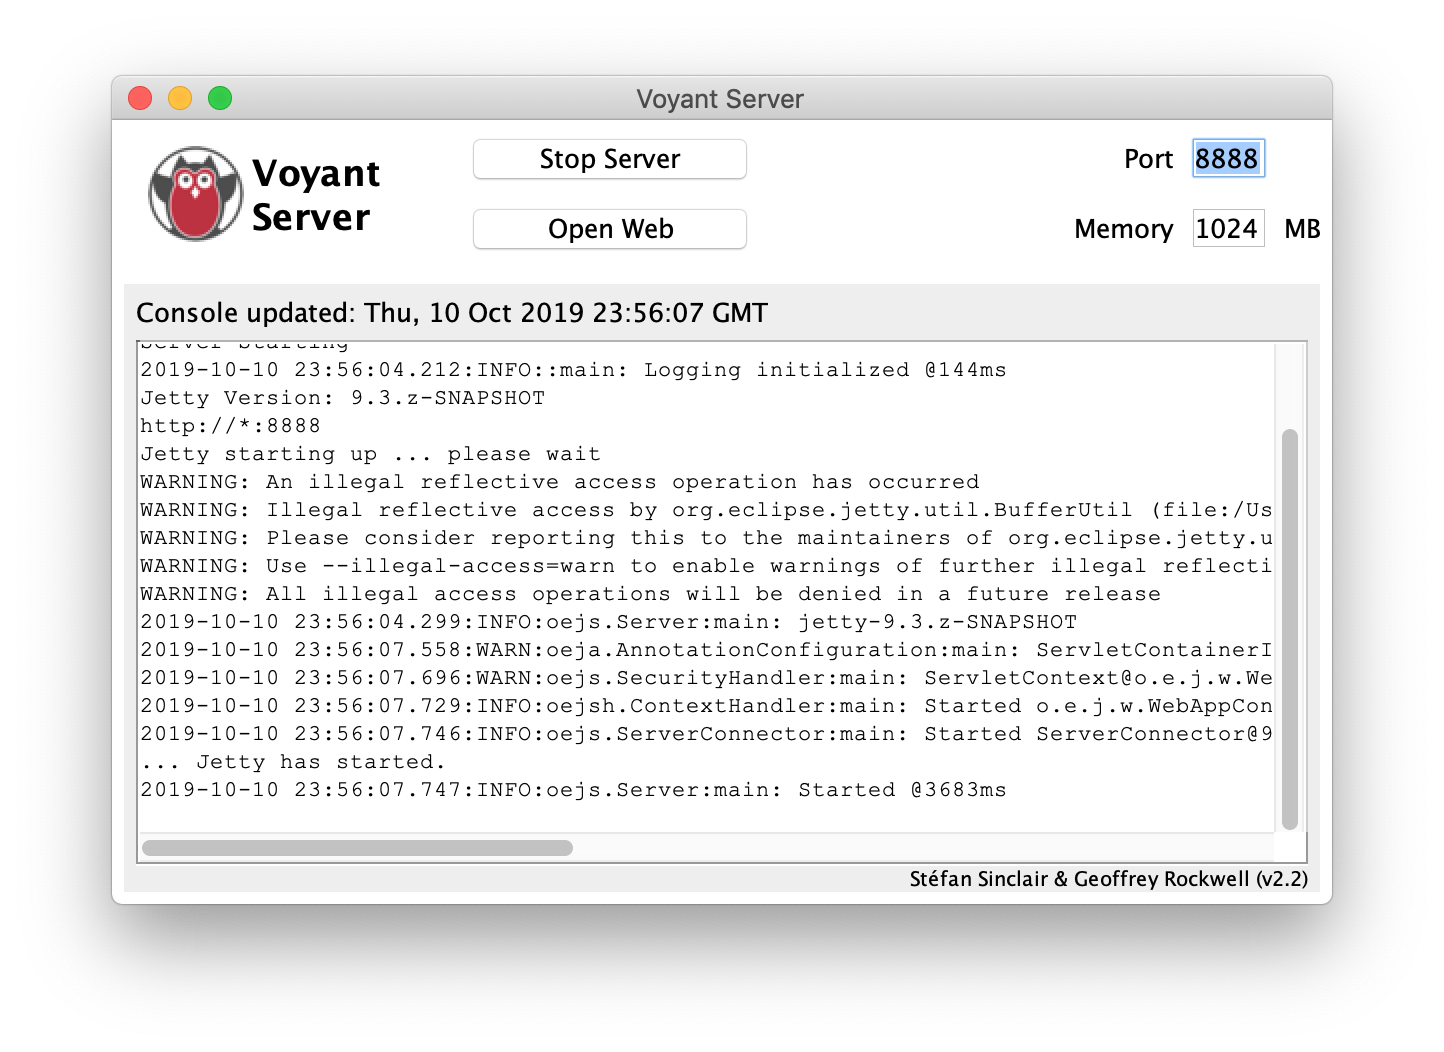 Voyant Server
Voyant
Server
Stop Server
Open Web
Port 8888
Memory 1024 MB
Console updated: Thu, 10 Oct 2019 23:56:07 GMT
Server Starting
2019-10-10 23:56:04.212:INFO::main: Logging initialized @144ms
Jetty Version: 9.3.z-SNAPSHOT
http://*:8888
Jetty starting up ... please wait
WARNING: An illegal reflective access operation has occurred
WARNING: Illegal reflective access by org.eclipse.jetty.util.BufferUtil (file:/Us
WARNING: Please consider reporting this to the maintainers of org.eclipse.jetty.u
WARNING: Use --illegal-access=warn to enable warnings of further illegal reflecti
WARNING: All illegal access operations will be denied in a future release
2019-10-10 23:56:04.299:INFO:oejs.Server:main: jetty-9.3.z-SNAPSHOT
2019-10-10 23:56:07.558:WARN:oeja.AnnotationConfiguration:main: ServletContainerI
2019-10-10 23:56:07.696:WARN:oejs.SecurityHandler:main: ServletContext@o.e.j.w.We
2019-10-10 23:56:07.729:INFO:oejsh.ContextHandler:main: Started o.e.j.w.WebAppCon
2019-10-10 23:56:07.746:INFO:oejs.ServerConnector:main: Started ServerConnector@9
... Jetty has started.
2019-10-10 23:56:07.747:INFO:oejs.Server:main: Started @3683ms
Stéfan Sinclair & Geoffrey Rockwell (v2.2)